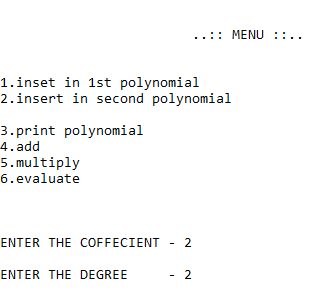 ..:: MENU ::..
1.inset in 1st polynomial
2.insert in second polynomial
3.print polynomial
4.add
5.multiply
6.evaluate
ENTER THE COFFECIENT - 2
ENTER THE DEGREE     - 2